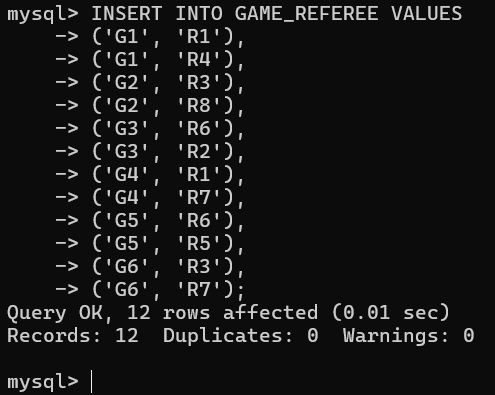 mysql> INSERT INTO GAME_REFEREE VALUES
    -> ('G1', 'R1'),
    -> ('G1', 'R4'),
    -> ('G2', 'R3'),
    -> ('G2', 'R8'),
    -> ('G3', 'R6'),
    -> ('G3', 'R2'),
    -> ('G4', 'R1'),
    -> ('G4', 'R7'),
    -> ('G5', 'R6'),
    -> ('G5', 'R5'),
    -> ('G6', 'R3'),
    -> ('G6', 'R7');
Query OK, 12 rows affected (0.01 sec)
Records: 12  Duplicates: 0  Warnings: 0

mysql>